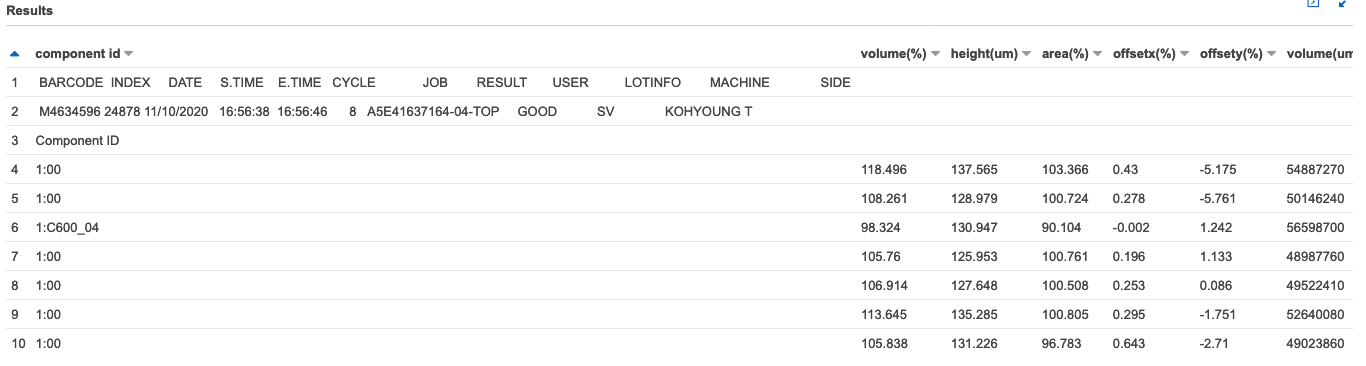 Results
component id volume(%) height(um) area(%) offsetx(%) offsety(%) volume(um
1 BARCODE INDEX DATE S.TIME E.TIME CYCLE JOB RESULT USER LOTINFO MACHINE SIDE
2 M4634596 24878 11/10/2020 16:56:38 16:56:46 8 A5E41637164-04-TOP GOOD SV KOHYOUNG T
3 Component ID
4 1:00 118.496 137.565 103.366 0.43 -5.175 54887270
5 1:00 108.261 128.979 100.724 0.278 -5.761 50146240
6 1:C600_04 98.324 130.947 90.104 -0.002 1.242 56598700
7 1:00 105.76 125.953 100.761 0.196 1.133 48987760
8 1:00 106.914 127.648 100.508 0.253 0.086 49522410
9 1:00 113.645 135.285 100.805 0.295 -1.751 52640080
10 1:00 105.838 131.226 96.783 0.643 -2.71 49023860